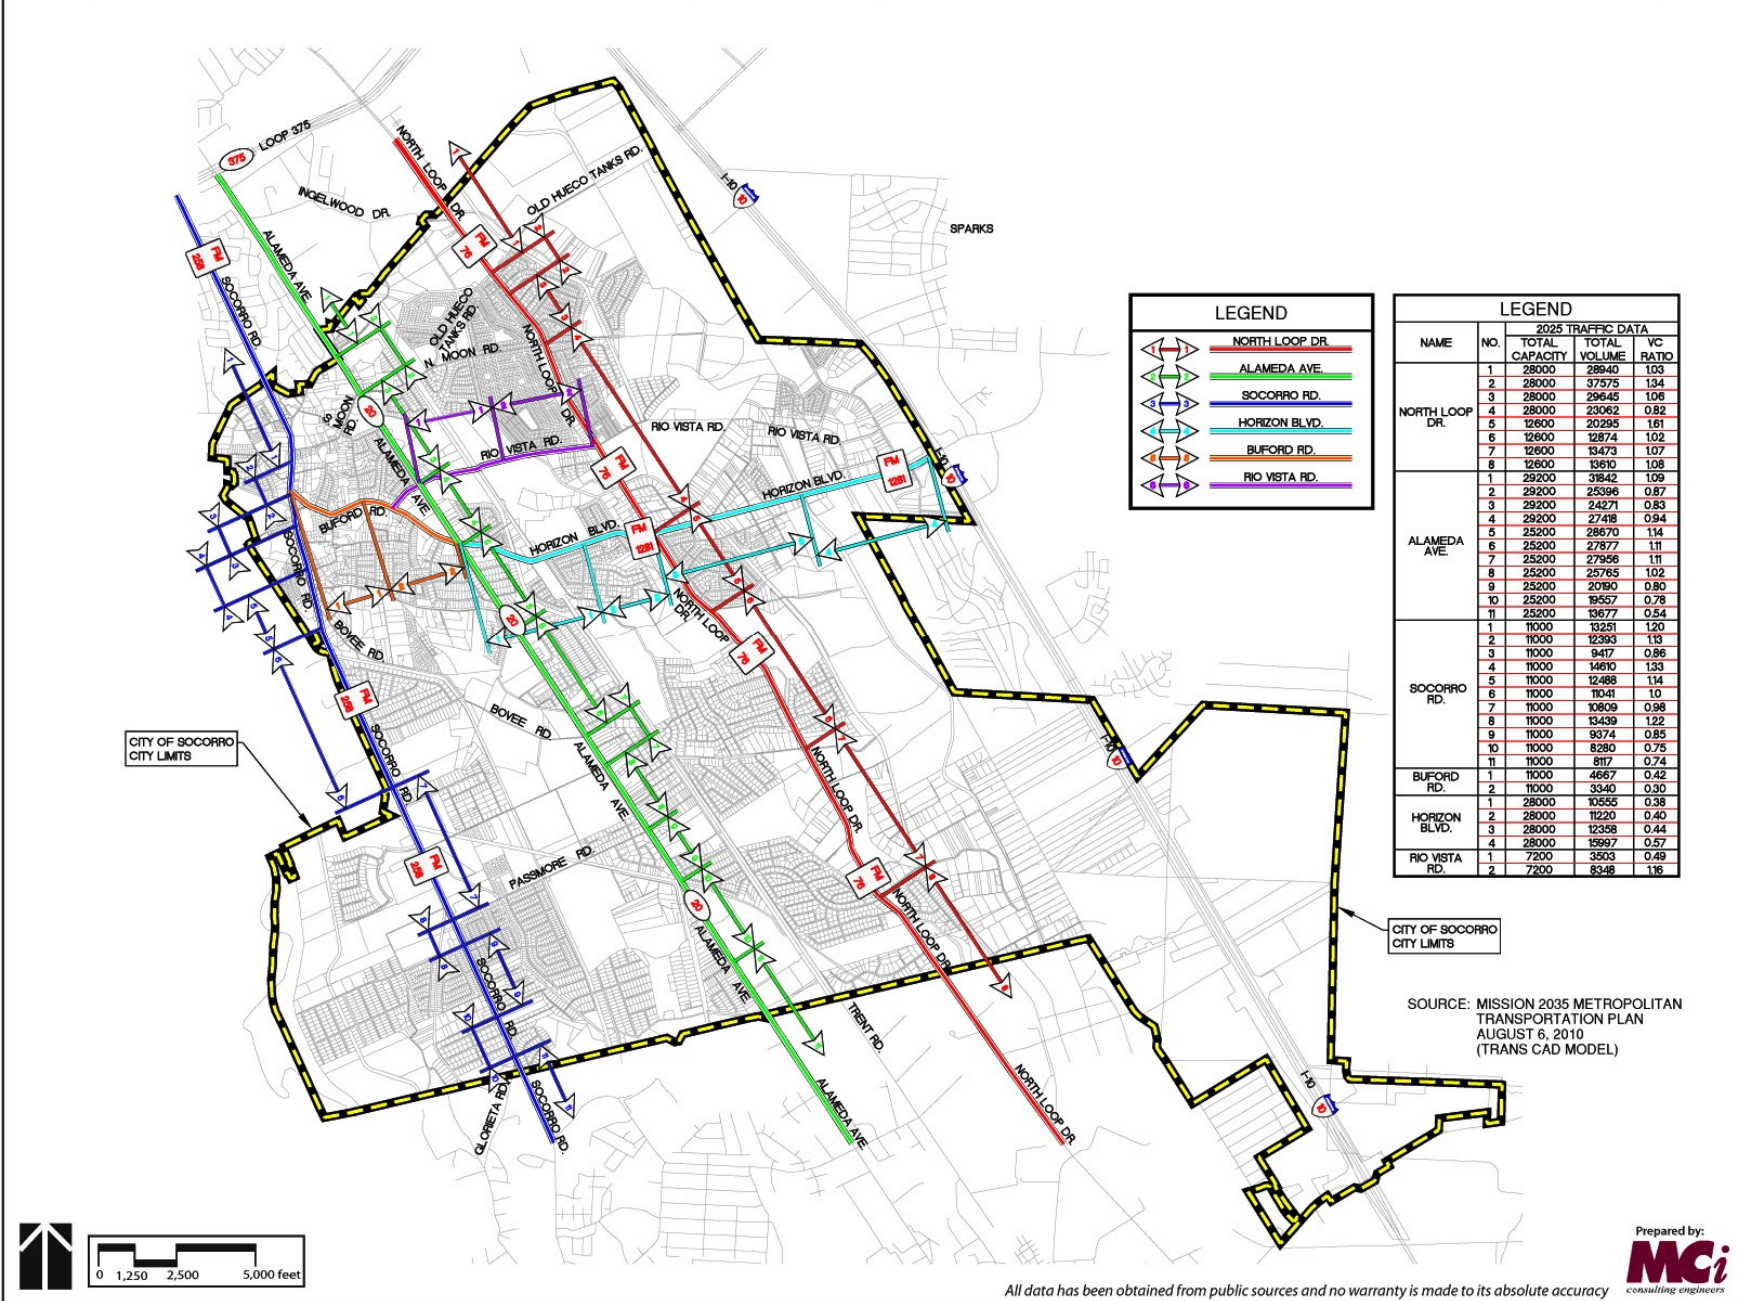 LOOP 375
375
NORTH LOOP DR.
OLD HUECO TANKS RD.
INGELWOOD DR.
I-10
10
SPARKS
FM
76
FM
258
ALAMEDA AVE.
SOCORRO RD.
OLD HUECO
TANKS RD.
N. MOON RD.
NORTH LOOP DR.
S. MOON
RD.
20
ALAMEDA AVE.
RIO VISTA RD.
RIO VISTA RD.
RIO VISTA RD.
FM
76
HORIZON BLVD.
FM
1281
I-10
10
BUFORD RD.
HORIZON BLVD.
FM
1281
SOCORRO RD.
NORTH LOOP
DR.
20
BOVEE RD.
FM
76
FM
258
BOVEE RD.
SOCORRO RD.
ALAMEDA AVE.
NORTH LOOP DR.
I-10
10
CITY OF SOCORRO
CITY LIMITS
PASSMORE RD.
FM
258
FM
76
20
NORTH LOOP DR.
ALAMEDA AVE.
SOCORRO RD.
TRENT RD.
GLORIETA RD.
SOCORRO RD.
ALAMEDA AVE.
NORTH LOOP DR.
I-10
10
LEGEND
1 1 NORTH LOOP DR.
2 2 ALAMEDA AVE.
3 3 SOCORRO RD.
4 4 HORIZON BLVD.
5 5 BUFORD RD.
6 6 RIO VISTA RD.
LEGEND
2025 TRAFFIC DATA
NAME NO. TOTAL CAPACITY TOTAL VOLUME VC RATIO
NORTH LOOP DR.
1 28000 28940 1.03
2 28000 37575 1.34
3 28000 29645 1.06
4 28000 23062 0.82
5 12600 20295 1.61
6 12600 12874 1.02
7 12600 13473 1.07
8 12600 13610 1.08
ALAMEDA AVE.
1 29200 31842 1.09
2 29200 25396 0.87
3 29200 24271 0.83
4 29200 27418 0.94
5 25200 28670 1.14
6 25200 27877 1.11
7 25200 27956 1.11
8 25200 25765 1.02
9 25200 20190 0.80
10 25200 19557 0.78
11 25200 13677 0.54
SOCORRO RD.
1 11000 13251 1.20
2 11000 12393 1.13
3 11000 9417 0.86
4 11000 14610 1.33
5 11000 12488 1.14
6 11000 11041 1.0
7 11000 10809 0.98
8 11000 13439 1.22
9 11000 9374 0.85
10 11000 8280 0.75
11 11000 8117 0.74
BUFORD RD.
1 11000 4667 0.42
2 11000 3340 0.30
HORIZON BLVD.
1 28000 10555 0.38
2 28000 11220 0.40
3 28000 12358 0.44
4 28000 15997 0.57
RIO VISTA RD.
1 7200 3503 0.49
2 7200 8348 1.16
CITY OF SOCORRO
CITY LIMITS
SOURCE: MISSION 2035 METROPOLITAN
TRANSPORTATION PLAN
AUGUST 6, 2010
(TRANS CAD MODEL)
0 1,250 2,500 5,000 feet
Prepared by:
MCi
consulting engineers
All data has been obtained from public sources and no warranty is made to its absolute accuracy